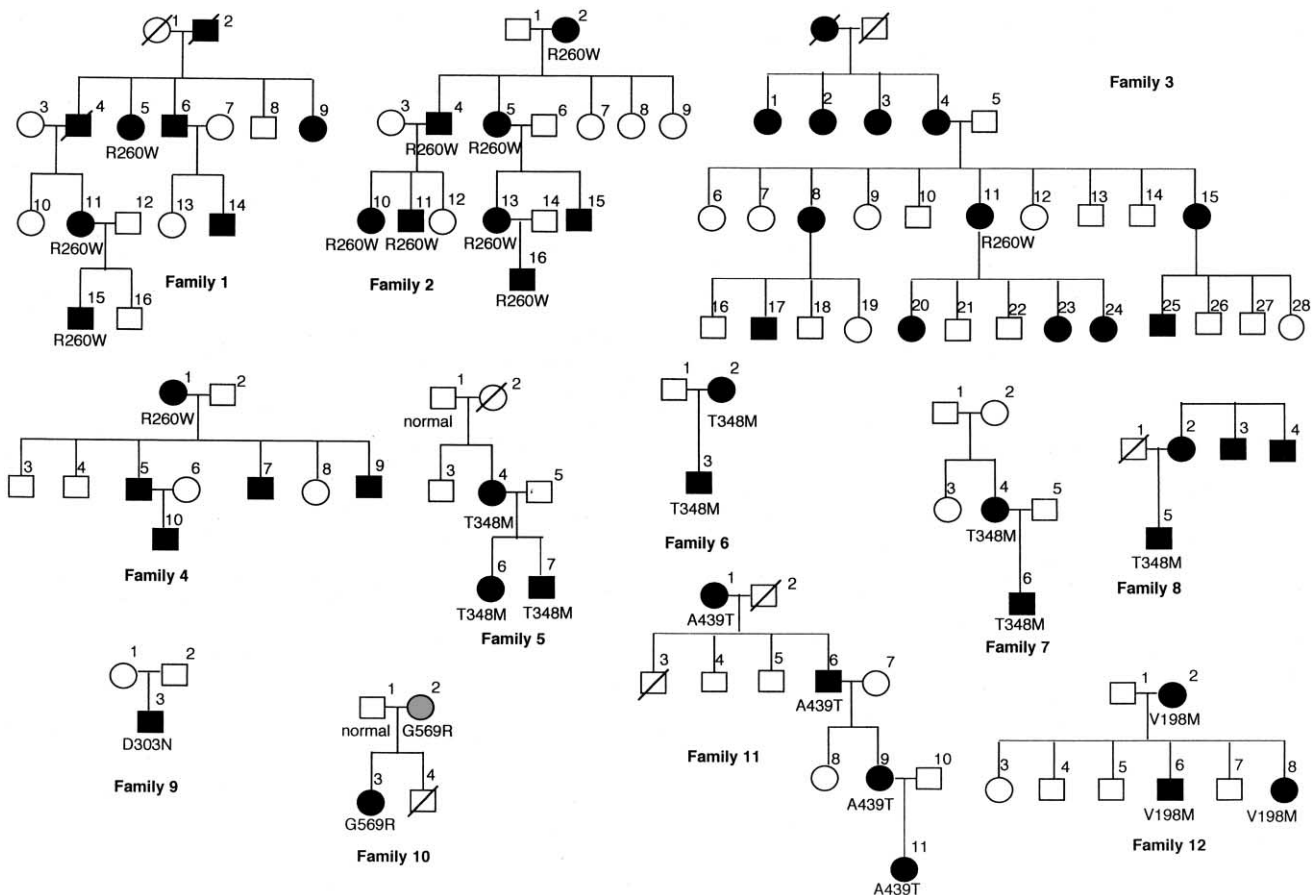 1 2
3 4 5 6 7 8 9
R260W
10 11 12 13 14
R260W
Family 1
15 16
R260W
1 2
R260W
3 4 5 6 7 8 9
R260W R260W
10 11 12 13 14 15
R260W R260W R260W
Family 2
16
R260W
Family 3
1 2 3 4 5
6 7 8 9 10 11 12 13 14 15
R260W
16 17 18 19 20 21 22 23 24 25 26 27 28
1 2
R260W
3 4 5 6 7 8 9
10
Family 4
1 2
normal
3 4 5
T348M
6 7
T348M T348M
Family 5
1 2
T348M
3
T348M
Family 6
1 2
3 4 5
T348M
6
T348M
Family 7
1 2 3 4
5
T348M
Family 8
1 2
3
D303N
Family 9
1 2
normal G569R
3 4
G569R
Family 10
1 2
A439T
3 4 5 6 7
A439T
Family 11
8 9 10
A439T
11
A439T
1 2
V198M
3 4 5 6 7 8
V198M V198M
Family 12